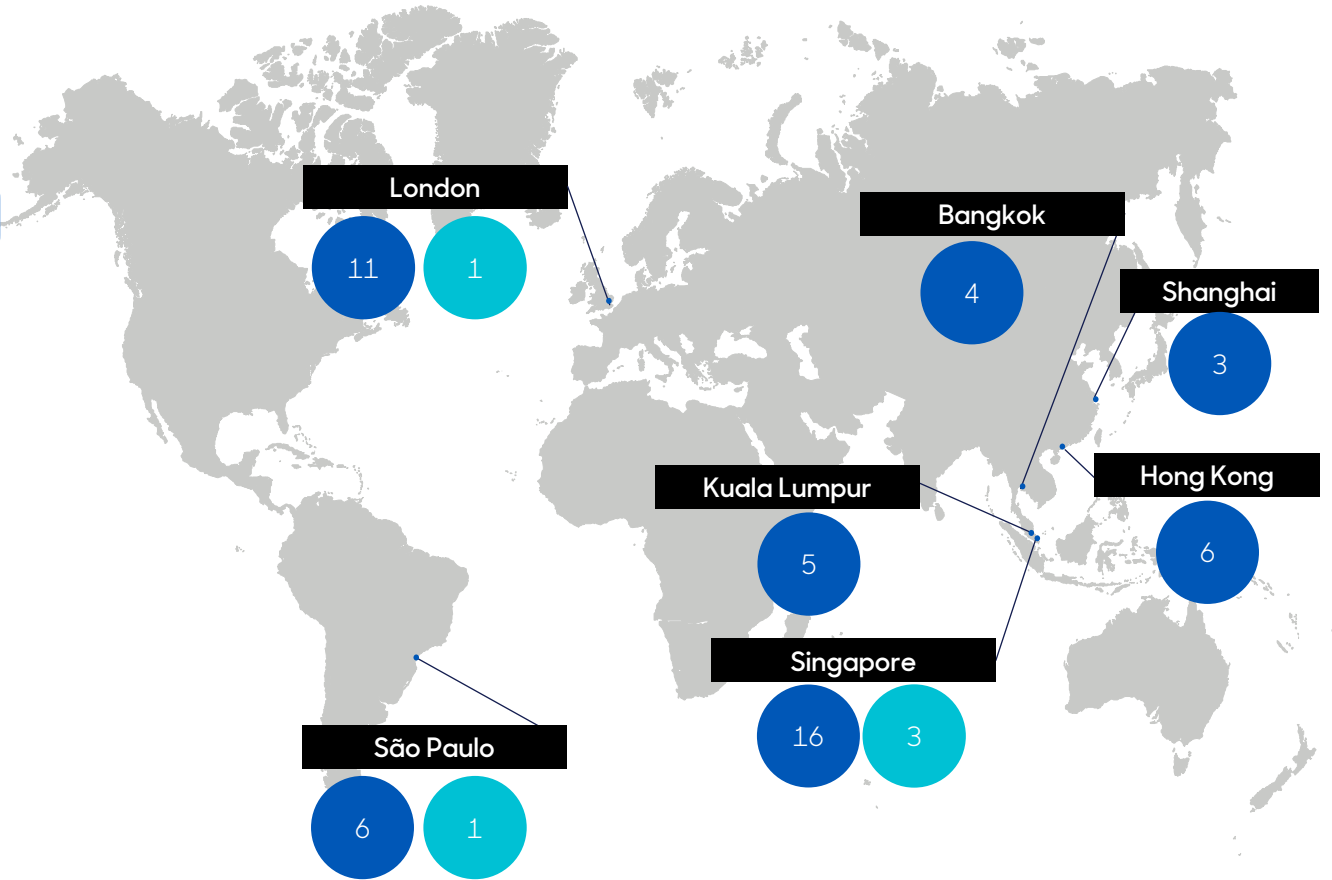 London
11 1
Bangkok
4
Shanghai
3
Kuala Lumpur
5
Hong Kong
6
Singapore
16 3
São Paulo
6 1